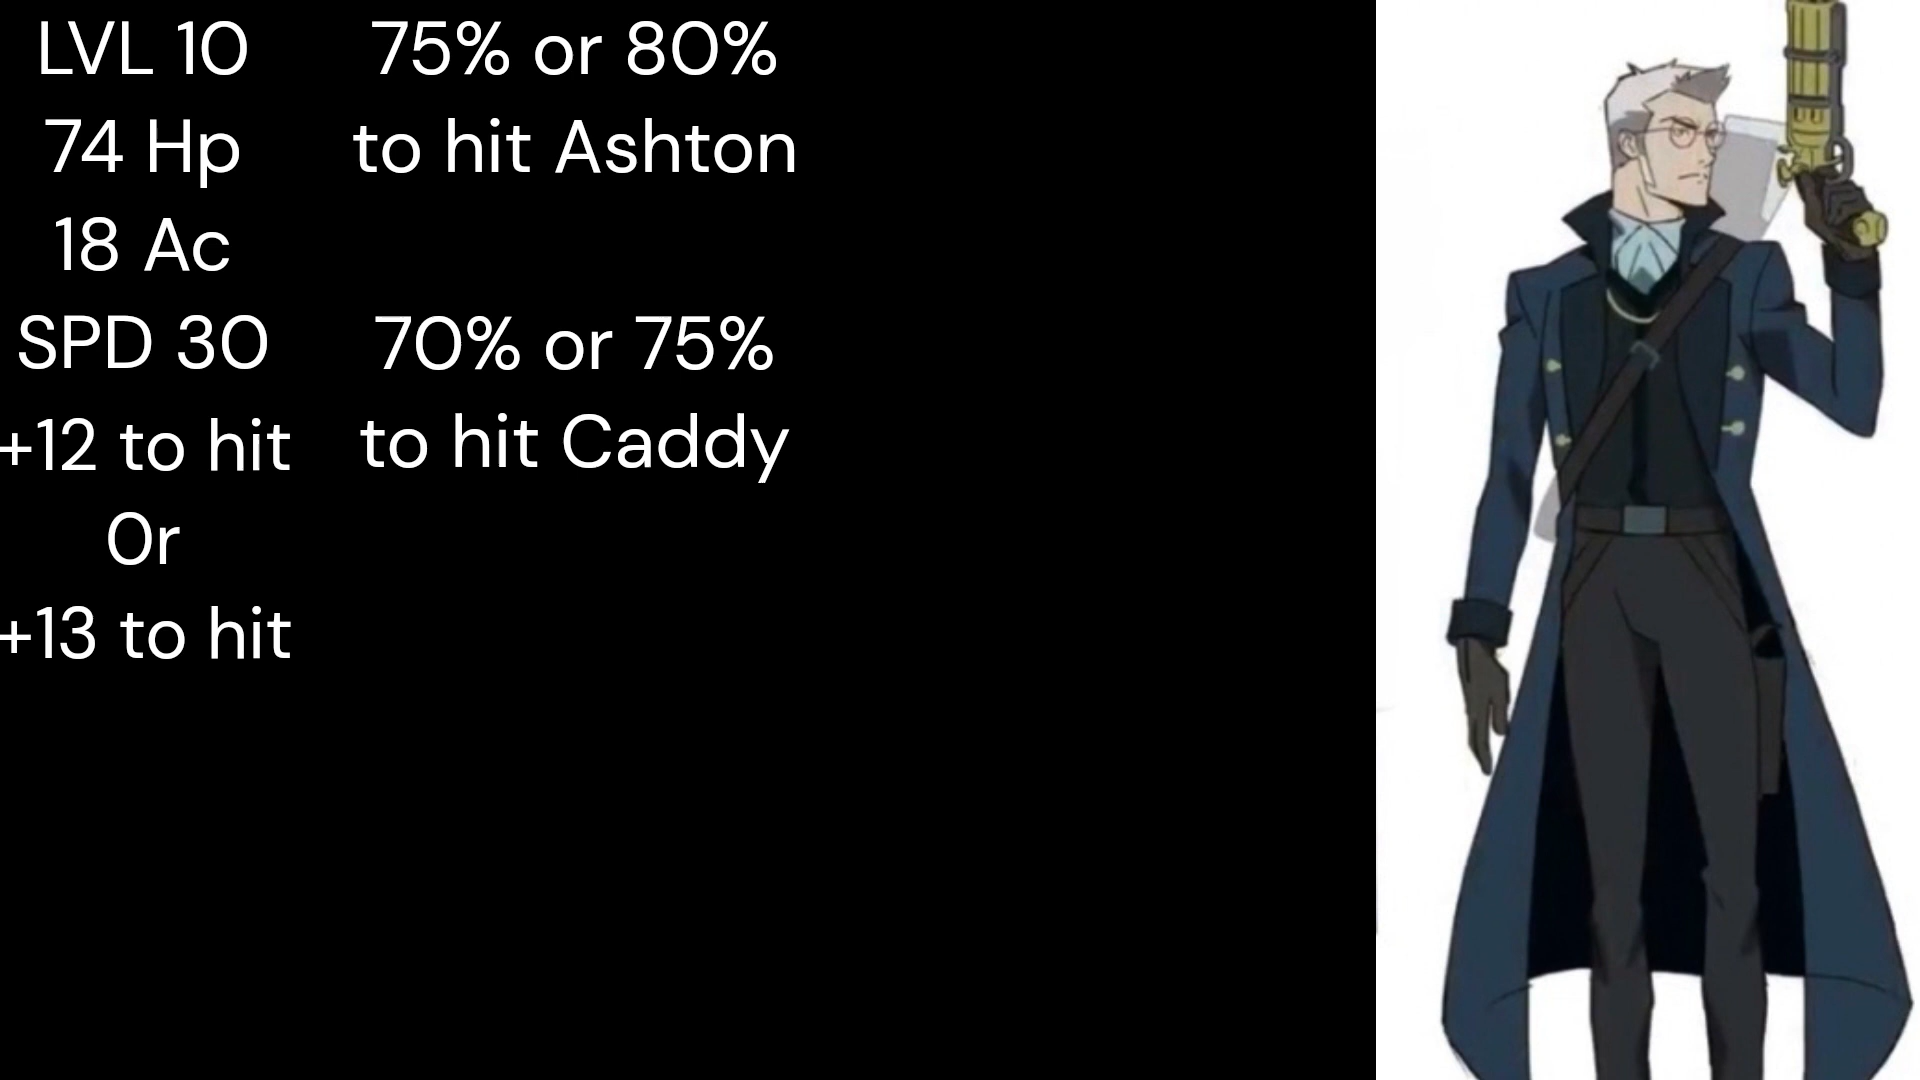 LVL 10
74 Hp
18 Ac
SPD 30
+12 to hit
Or
+13 to hit
75% or 80%
to hit Ashton
70% or 75%
to hit Caddy